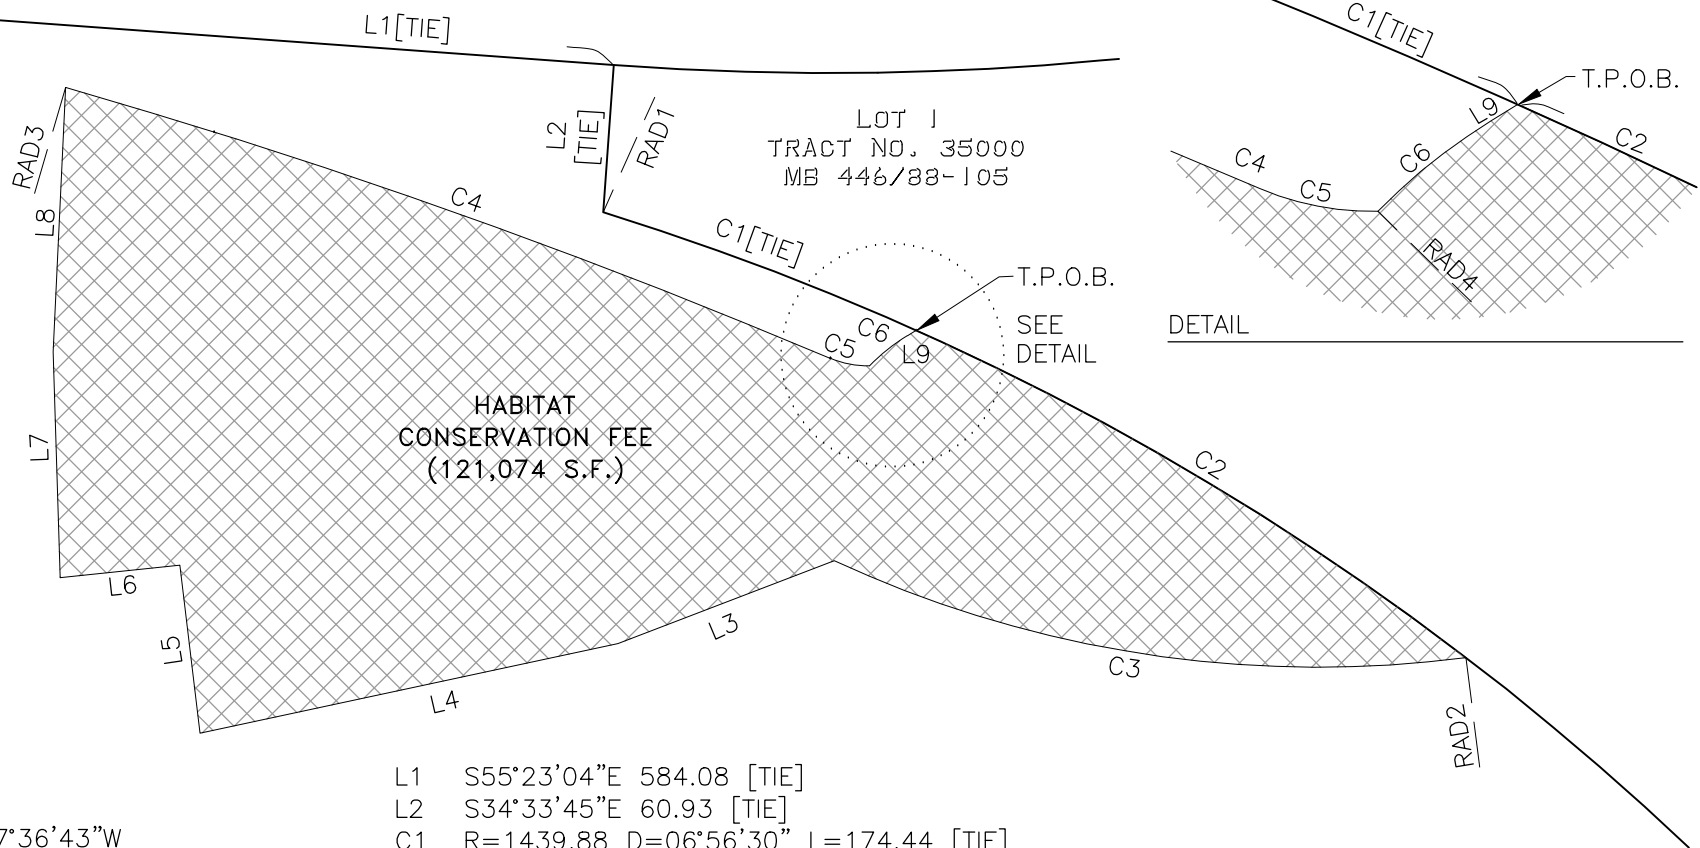 L1[TIE]
C1[TIE]
T.P.O.B.
L9
C2
C4
C5
C6
RAD4
DETAIL
RAD3
L2
[TIE]
RAD1
LOT 1
TRACT NO. 35000
MB 446/88-105
C4
L8
C1[TIE]
T.P.O.B.
C6
C5
L9
SEE
DETAIL
HABITAT
CONSERVATION FEE
(121,074 S.F.)
L7
C2
L6
L5
L3
L4
C3
RAD2
L1 S55°23'04"E 584.08 [TIE]
L2 S34°33'45"E 60.93 [TIE]
7°36'43"W
C1 R=1439.88 D=06°56'30" L=174.44 [TIE]